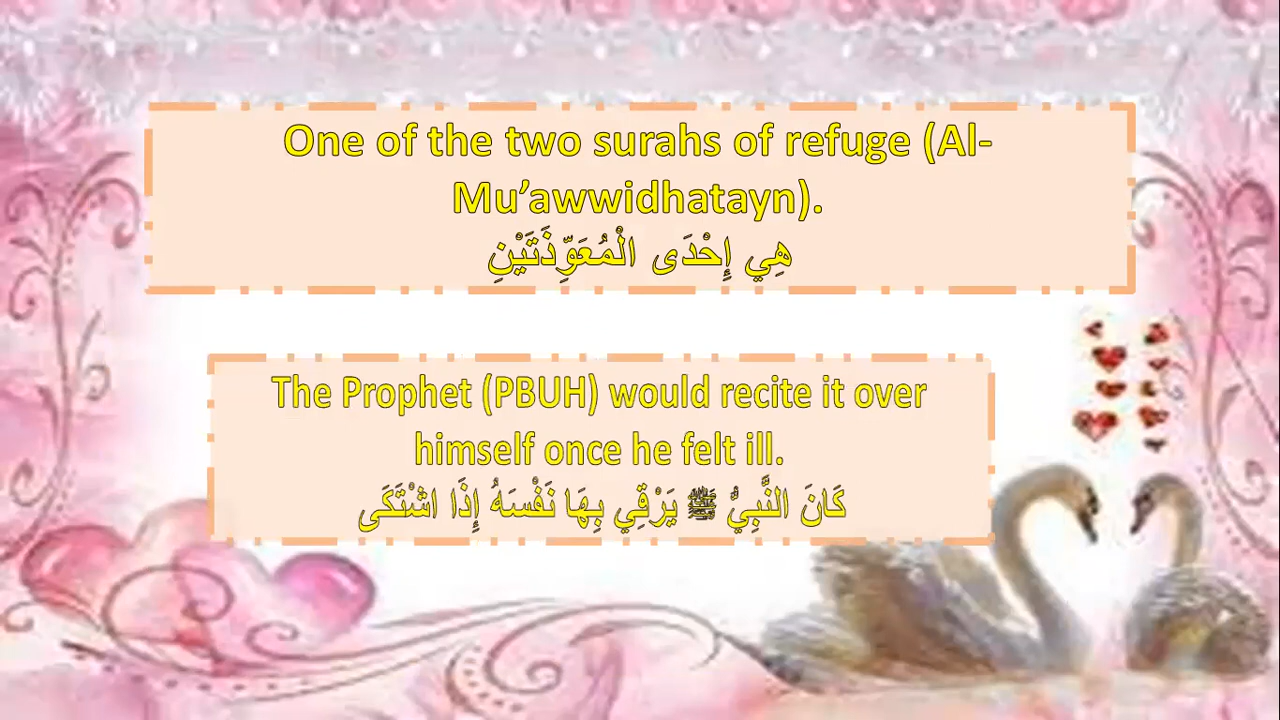 One of the two surahs of refuge (Al-
Mu’awwidhatayn).
هِي إِحْدَى الْمُعَوِّذَتَيْنِ
The Prophet (PBUH) would recite it over
himself once he felt ill.
كَانَ النَّبِيُّ ﷺ يَرْقِي بِهَا نَفْسَهُ إِذَا اشْتَكَى